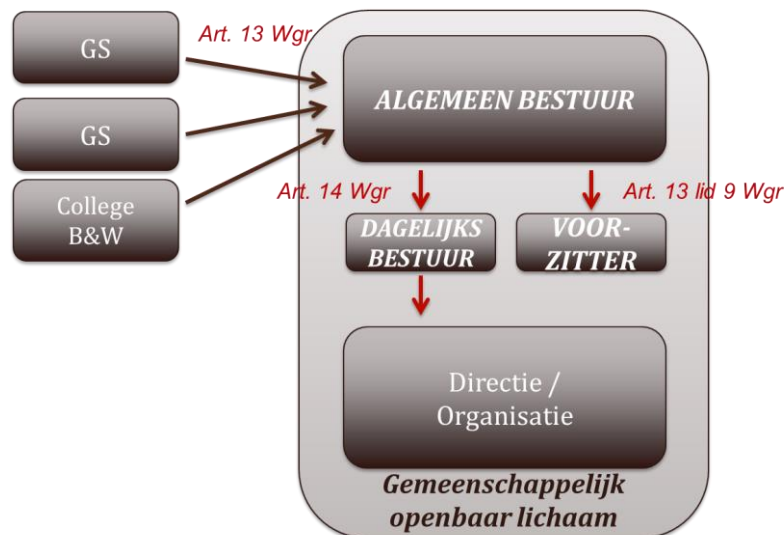 GS
Art. 13 Wgr
ALGEMEEN BESTUUR
GS
College
B&W
Art. 14 Wgr
Art. 13 lid 9 Wgr
DAGELIJKS
BESTUUR
VOOR-
ZITTER
Directie /
Organisatie
Gemeenschappelijk
openbaar lichaam